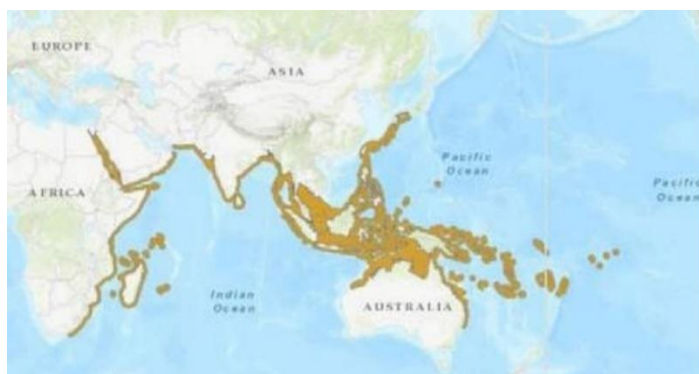 EUROPE
ASIA
Pacific
Ocean
Pacific
Ocean
AFRICA
Indian
Ocean
AUSTRALIA